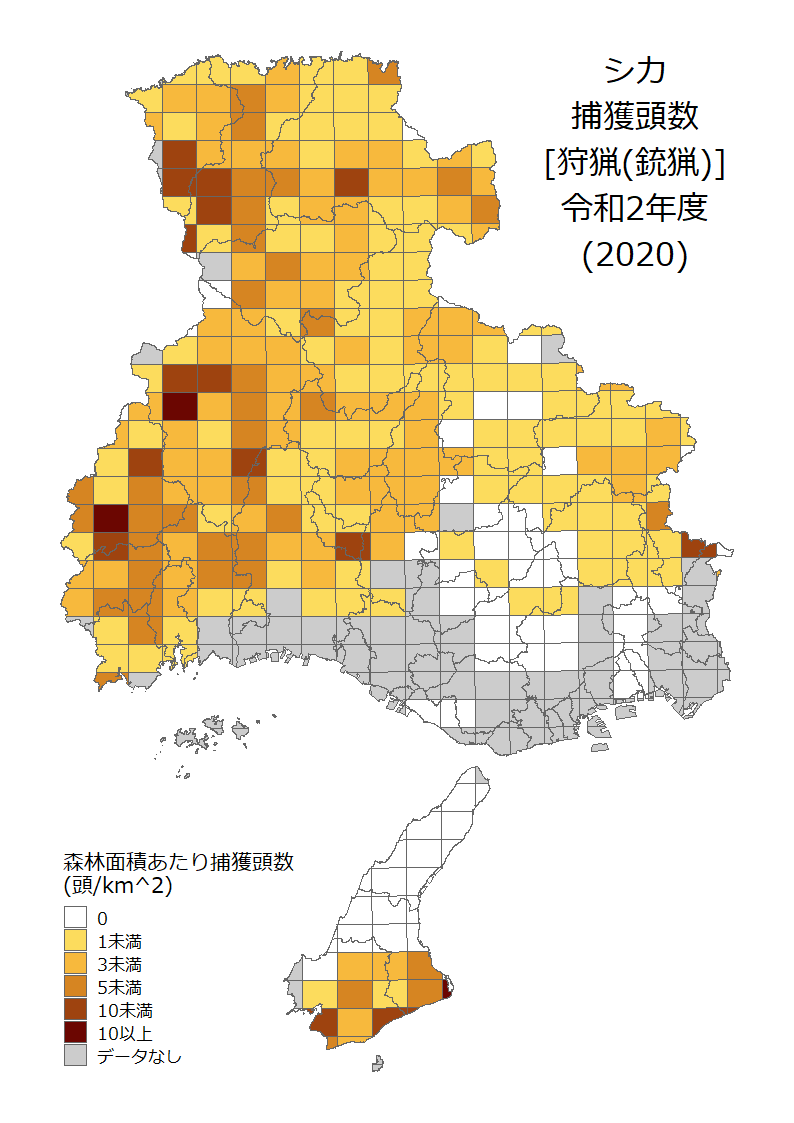 シカ
捕獲頭数
[狩猟(銃猟)]
令和2年度
(2020)
森林面積あたり捕獲頭数
(頭/km^2)
0
1未満
3未満
5未満
10未満
10以上
データなし